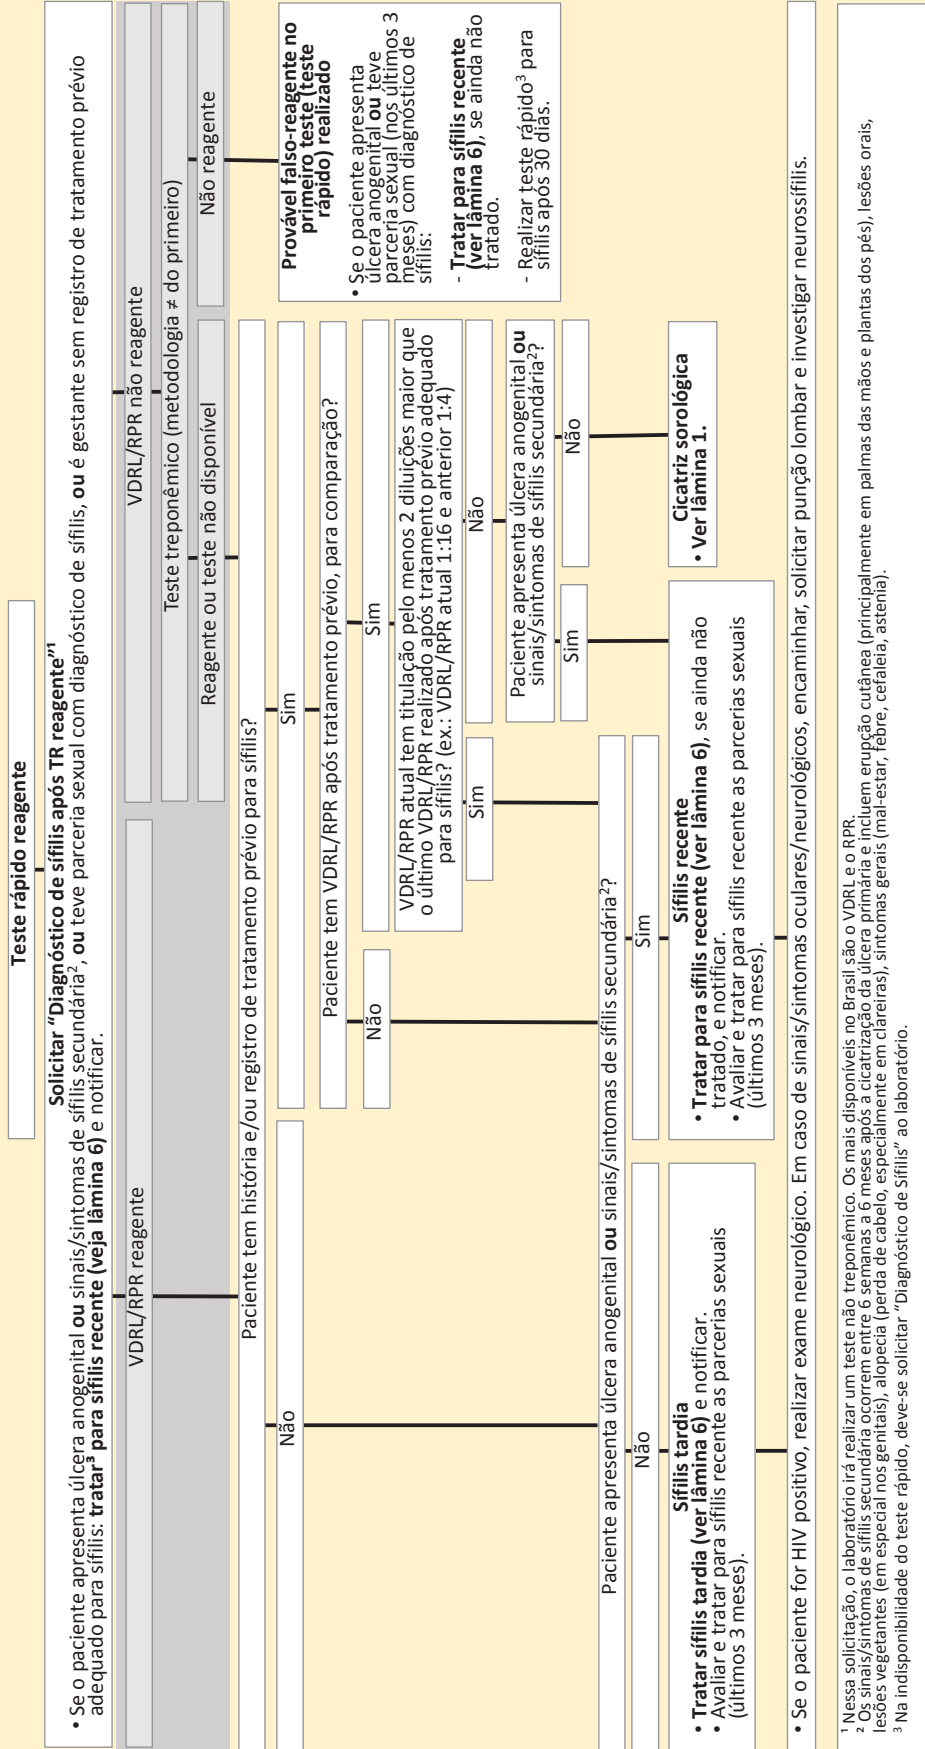 Teste rápido reagente
Solicitar “Diagnóstico de sífilis após TR reagente”¹
• Se o paciente apresenta úlcera anogenital ou sinais/sintomas de sífilis secundária², ou teve parceria sexual com diagnóstico de sífilis, ou é gestante sem registro de tratamento prévio
adequado para sífilis: tratar³ para sífilis recente (veja lâmina 6) e notificar.
VDRL/RPR reagente
VDRL/RPR não reagente
Teste treponêmico (metodologia ≠ do primeiro)
Reagente ou teste não disponível
Não reagente
Paciente tem história e/ou registro de tratamento prévio para sífilis?
Provável falso-reagente no
primeiro teste (teste
rápido) realizado
• Se o paciente apresenta
úlcera anogenital ou teve
parceria sexual (nos últimos 3
meses) com diagnóstico de
sífilis:
- Tratar para sífilis recente
(ver lâmina 6), se ainda não
tratado.
- Realizar teste rápido³ para
sífilis após 30 dias.
Não
Sim
Paciente tem VDRL/RPR após tratamento prévio, para comparação?
Não
Sim
VDRL/RPR atual tem titulação pelo menos 2 diluições maior que
o último VDRL/RPR realizado após tratamento prévio adequado
para sífilis? (ex.: VDRL/RPR atual 1:16 e anterior 1:4)
Sim
Não
Paciente apresenta úlcera anogenital ou
sinais/sintomas de sífilis secundária²?
Sim
Não
Paciente apresenta úlcera anogenital ou sinais/sintomas de sífilis secundária²?
Não
Sim
Sífilis tardia
• Tratar sífilis tardia (ver lâmina 6) e notificar.
• Avaliar e tratar para sífilis recente as parcerias sexuais
(últimos 3 meses).
Sífilis recente
• Tratar para sífilis recente (ver lâmina 6), se ainda não
tratado, e notificar.
• Avaliar e tratar para sífilis recente as parcerias sexuais
(últimos 3 meses).
Cicatriz sorológica
• Ver lâmina 1.
• Se o paciente for HIV positivo, realizar exame neurológico. Em caso de sinais/sintomas oculares/neurológicos, encaminhar, solicitar punção lombar e investigar neurossífilis.
¹ Nessa solicitação, o laboratório irá realizar um teste não treponêmico. Os mais disponíveis no Brasil são o VDRL e o RPR.
² Os sinais/sintomas de sífilis secundária ocorrem entre 6 semanas a 6 meses após a cicatrização da úlcera primária e incluem erupção cutânea (principalmente em palmas das mãos e plantas dos pés), lesões orais,
lesões vegetantes (em especial nos genitais), alopecia (perda de cabelo, especialmente em clareiras), sintomas gerais (mal-estar, febre, cefaleia, astenia).
³ Na indisponibilidade do teste rápido, deve-se solicitar “Diagnóstico de Sífilis” ao laboratório.